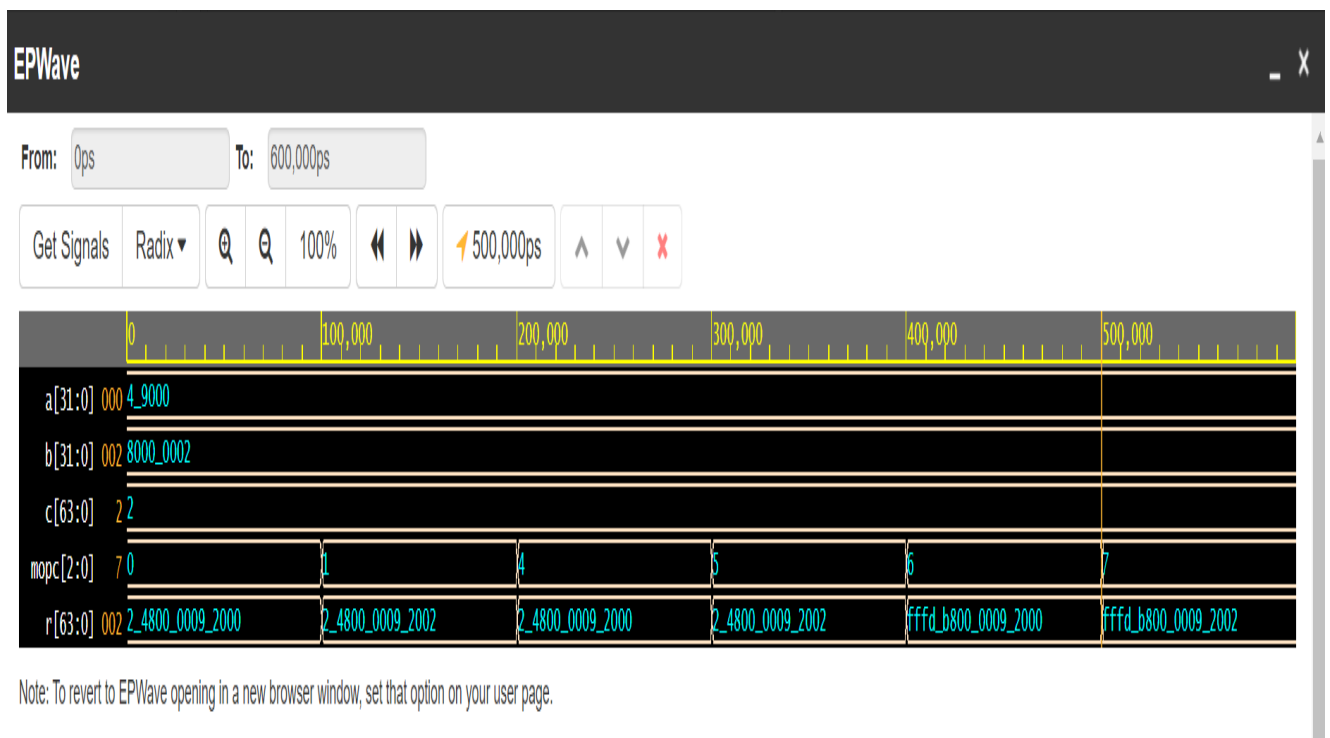 EPWave
From: 0ps To: 600,000ps
Get Signals Radix 100% 500,000ps
0 100,000 200,000 300,000 400,000 500,000
a[31:0] 000 4_9000
b[31:0] 002 8000_0002
c[63:0] 2 2
mopc[2:0] 7 0 1 4 5 6 7
r[63:0] 002 2_4800_0009_2000 2_4800_0009_2002 2_4800_0009_2000 2_4800_0009_2002 fffd_b800_0009_2000 fffd_b800_0009_2002
Note: To revert to EPWave opening in a new browser window, set that option on your user page.